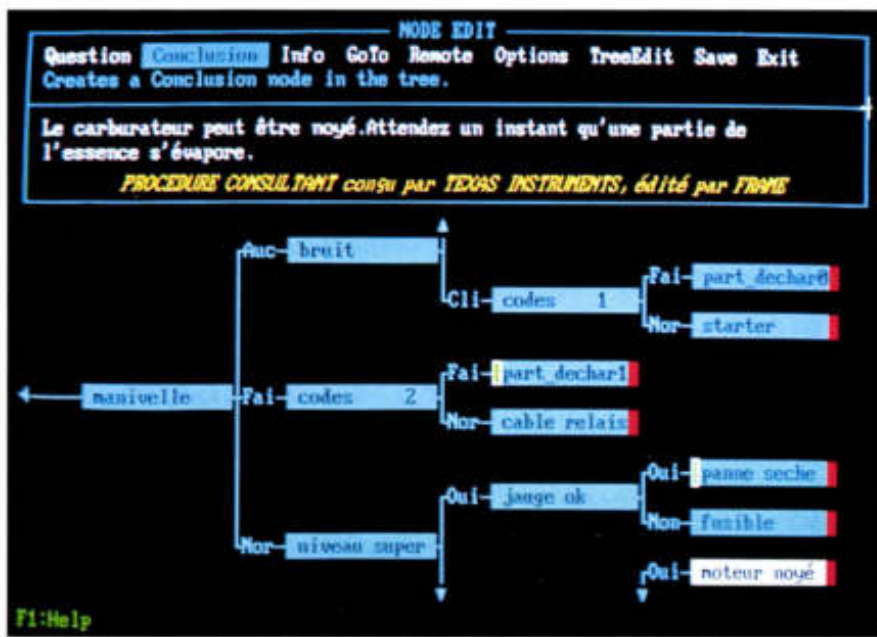 NODE EDIT
Question Conclusion Info GoTo Remote Options TreeEdit Save Exit
Creates a Conclusion node in the tree.
Le carburateur peut être noyé.Attendez un instant qu'une partie de
l'essence s'évapore.
PROCEDURE CONSULTANT conçu par TEXAS INSTRUMENTS, édité par FRAME
Auc bruit
Fai part_dechar0
Cli codes 1
Nor starter
Fai part_dechar1
manivelle Fai codes 2
Nor cable relais
Oui panne seche
Oui jauge ok
Non fusible
Nor niveau super
Oui moteur noyé
F1:Help